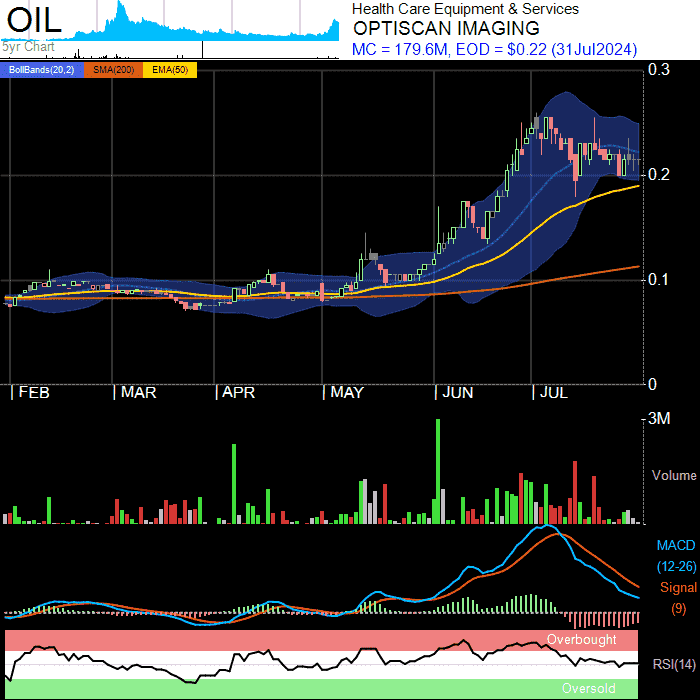 OIL
5yr Chart
Health Care Equipment & Services
OPTISCAN IMAGING
MC = 179.6M, EOD = $0.22 (31Jul2024)
BollBands(20,2) SMA(200) EMA(50)
0.3
0.2
0.1
0
FEB MAR APR MAY JUN JUL
3M
Volume
MACD
(12-26)
Signal
(9)
Overbought
RSI(14)
Oversold